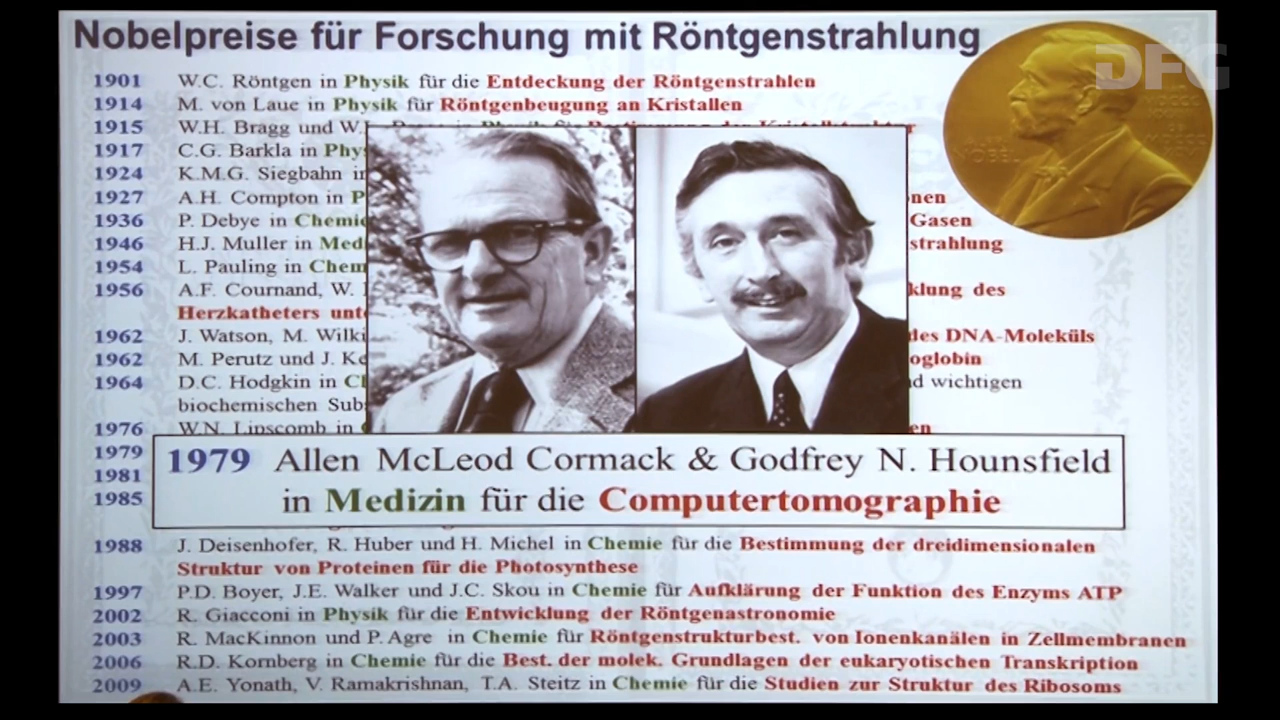 Nobelpreise für Forschung mit Röntgenstrahlung
DFG
1901 W.C. Röntgen in Physik für die Entdeckung der Röntgenstrahlen
1914 M. von Laue in Physik für Röntgenbeugung an Kristallen
1915 W.H. Bragg und
1917 C.G. Barkla in
1924 K.M.G. Siegbahn
1927 A.H. Compton in
1936 P. Debye in Chemie Gasen
1946 H.J. Muller in
1954 L. Pauling in
1956 A.F. Cournand, W. des
Herzkatheters
1962 J. Watson, M. des DNA-Moleküls
1962 M. Perutz und J.
1964 D.C. Hodgkin in wichtigen
biochemischen
1976 W.N. Lipscomb in
1979
1981
1985
1979 Allen McLeod Cormack & Godfrey N. Hounsfield
in Medizin für die Computertomographie
1988 J. Deisenhofer, R. Huber und H. Michel in Chemie für die Bestimmung der dreidimensionalen
Struktur von Proteinen für die Photosynthese
1997 P.D. Boyer, J.E. Walker und J.C. Skou in Chemie für Aufklärung der Funktion des Enzyms ATP
2002 R. Giacconi in Physik für die Entwicklung der Röntgenastronomie
2003 R. MacKinnon und P. Agre in Chemie für Röntgenstrukturbest. von Ionenkanälen in Zellmembranen
2006 R.D. Kornberg in Chemie für die Best. der molek. Grundlagen der eukaryotischen Transkription
2009 A.E. Yonath, V. Ramakrishnan, T.A. Steitz in Chemie für die Studien zur Struktur des Ribosoms